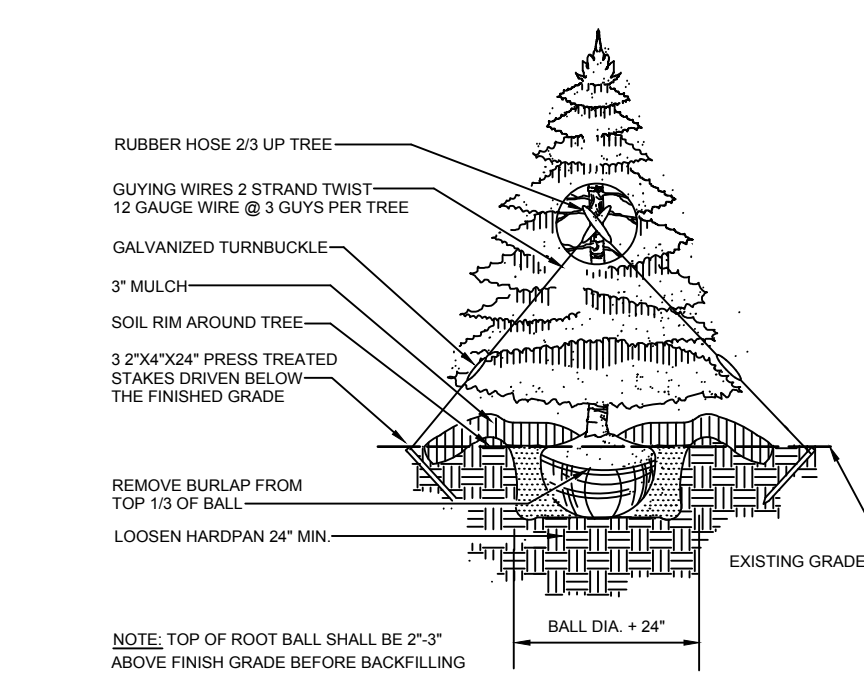 RUBBER HOSE 2/3 UP TREE
GUYING WIRES 2 STRAND TWIST
12 GAUGE WIRE @ 3 GUYS PER TREE
GALVANIZED TURNBUCKLE
3" MULCH
SOIL RIM AROUND TREE
3 2"X4"X24" PRESS TREATED
STAKES DRIVEN BELOW
THE FINISHED GRADE
REMOVE BURLAP FROM
TOP 1/3 OF BALL
LOOSEN HARDPAN 24" MIN.
EXISTING GRADE
BALL DIA. + 24"
NOTE: TOP OF ROOT BALL SHALL BE 2"-3"
ABOVE FINISH GRADE BEFORE BACKFILLING